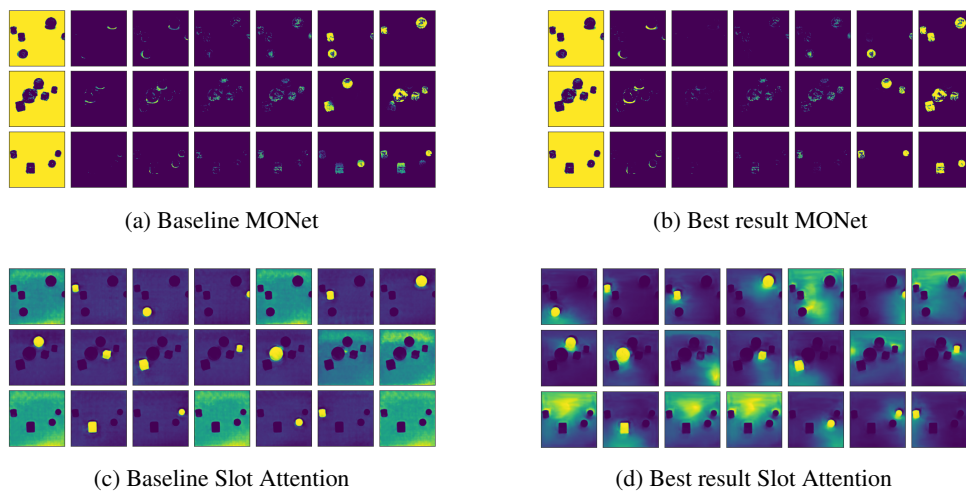 (a) Baseline MONet
(b) Best result MONet
(c) Baseline Slot Attention
(d) Best result Slot Attention